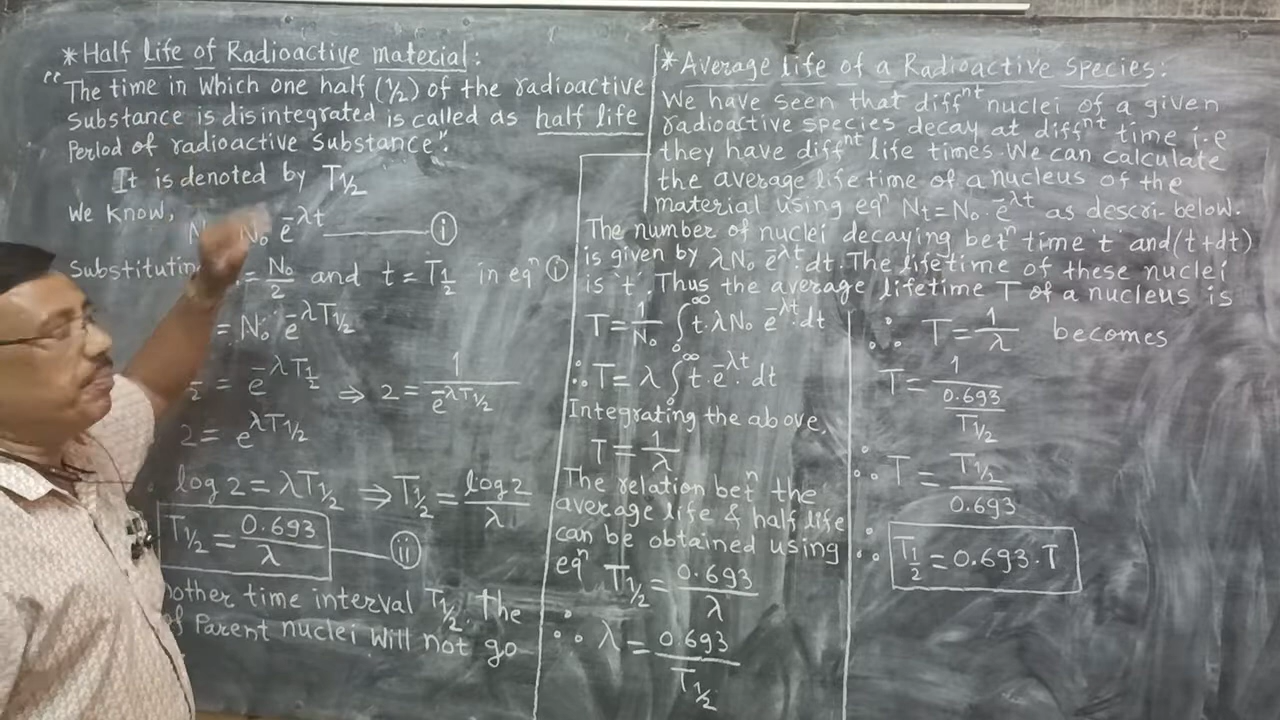 *Half Life of Radioactive material:
"The time in which one half (1/2) of the radioactive
substance is disintegrated is called as half life
Period of radioactive substance".
It is denoted by T1/2
We know,
N₀ e^-λt — (i)
Substituting = N₀/2 and t = T1/2 in eqⁿ (i)
= N₀ e^-λT1/2
= e^-λT1/2 ⇒ 2 = 1/e^-λT1/2
2 = e^λT1/2
log 2 = λT1/2 ⇒ T1/2 = log2/λ
T1/2 = 0.693/λ — (ii)
other time interval T1/2. The
of Parent nuclei will not go
*Average life of a Radioactive species:
We have seen that diffⁿᵗ nuclei of a given
radioactive species decay at diffⁿᵗ time i.e
they have diffⁿᵗ life times. We can calculate
the average life time of a nucleus of the
material using eqⁿ Nt = N₀ . e^-λt as descri- below.
The number of nuclei decaying betⁿ time 't' and (t+dt)
is given by λN₀ e^-λt dt. The lifetime of these nuclei
is 't'. Thus the average lifetime T of a nucleus is
T = 1/N₀ ∫₀^∞ t.λN₀ e^-λt.dt
∴ T = λ ∫₀^∞ t.e^-λt.dt
Integrating the above,
T = 1/λ
The relation betⁿ the
average life & half life
can be obtained using
eqⁿ T1/2 = 0.693/λ
∴ λ = 0.693/T1/2
∴ T = 1/λ becomes
T = 1/(0.693/T1/2)
∴ T = T1/2/0.693
∴ T1/2 = 0.693.T